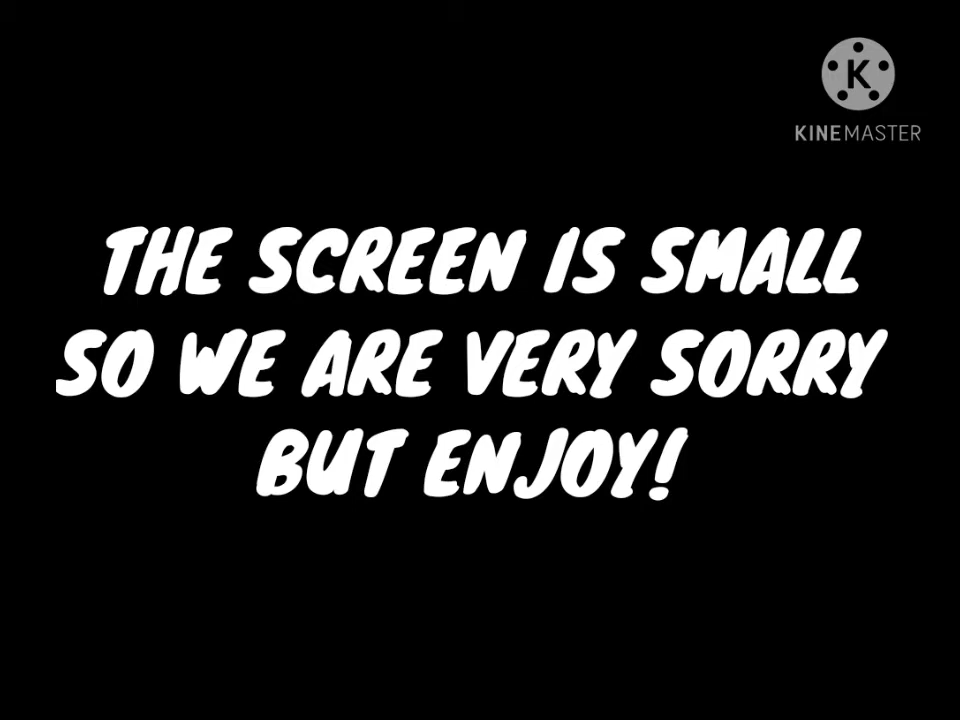 K
KINEMASTER
THE SCREEN IS SMALL
SO WE ARE VERY SORRY
BUT ENJOY!